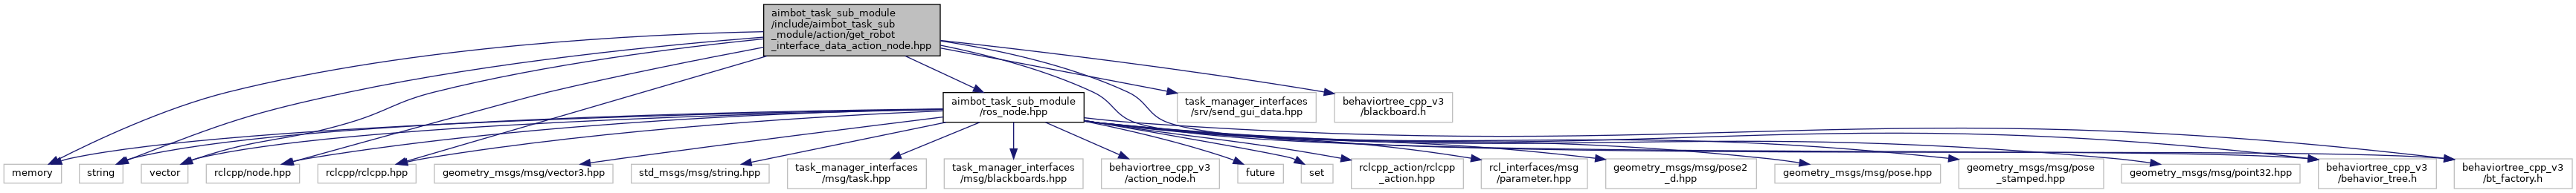 aimbot_task_sub_module
/include/aimbot_task_sub
_module/action/get_robot
_interface_data_action_node.hpp
aimbot_task_sub_module
/ros_node.hpp
task_manager_interfaces
/srv/send_gui_data.hpp
behaviortree_cpp_v3
/blackboard.h
memory
string
vector
rclcpp/node.hpp
rclcpp/rclcpp.hpp
geometry_msgs/msg/vector3.hpp
std_msgs/msg/string.hpp
task_manager_interfaces
/msg/task.hpp
task_manager_interfaces
/msg/blackboards.hpp
behaviortree_cpp_v3
/action_node.h
future
set
rclcpp_action/rclcpp
_action.hpp
rcl_interfaces/msg
/parameter.hpp
geometry_msgs/msg/pose2
_d.hpp
geometry_msgs/msg/pose.hpp
geometry_msgs/msg/pose
_stamped.hpp
geometry_msgs/msg/point32.hpp
behaviortree_cpp_v3
/behavior_tree.h
behaviortree_cpp_v3
/bt_factory.h